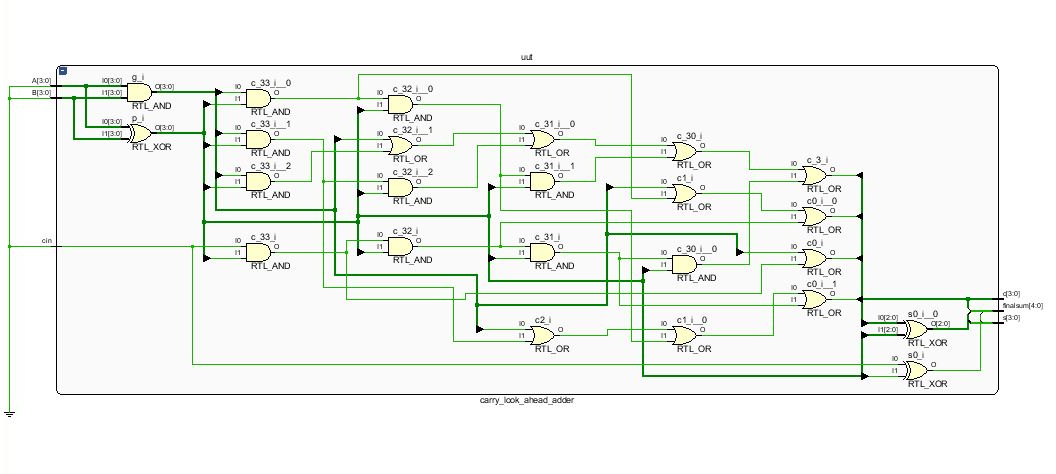 uut
A[3:0]
B[3:0]
cin
I0[3:0]
I1[3:0]
g_i
O[3:0]
RTL_AND
I0[3:0]
I1[3:0]
p_i
O[3:0]
RTL_XOR
I0
I1
c_33_i__0
O
RTL_AND
I0
I1
c_33_i__1
O
RTL_AND
I0
I1
c_33_i__2
O
RTL_AND
I0
I1
c_33_i
O
RTL_AND
I0
I1
c_32_i__0
O
RTL_AND
I0
I1
c_32_i__1
O
RTL_OR
I0
I1
c_32_i__2
O
RTL_AND
I0
I1
c_32_i
O
RTL_AND
I0
I1
c_31_i__0
O
RTL_OR
I0
I1
c_31_i__1
O
RTL_AND
I0
I1
c_31_i
O
RTL_AND
I0
I1
c2_i
O
RTL_OR
I0
I1
c_30_i
O
RTL_OR
I0
I1
c1_i
O
RTL_OR
I0
I1
c_30_i__0
O
RTL_AND
I0
I1
c1_i__0
O
RTL_OR
I0
I1
c_3_i
O
RTL_OR
I0
I1
c0_i__0
O
RTL_OR
I0
I1
c0_i
O
RTL_OR
I0
I1
c0_i__1
O
RTL_OR
I0[2:0]
I1[2:0]
s0_i__0
O[2:0]
RTL_XOR
I0
I1
s0_i
O
RTL_XOR
c[3:0]
finalsum[4:0]
s[3:0]
carry_look_ahead_adder